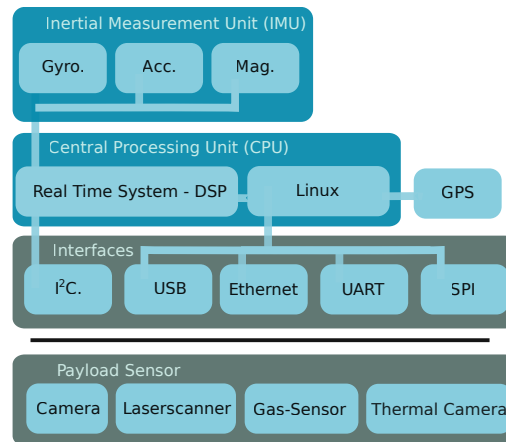 Inertial Measurement Unit (IMU)
Gyro. Acc. Mag.
Central Processing Unit (CPU)
Real Time System - DSP Linux GPS
Interfaces
I²C. USB Ethernet UART SPI
Payload Sensor
Camera Laserscanner Gas-Sensor Thermal Camera